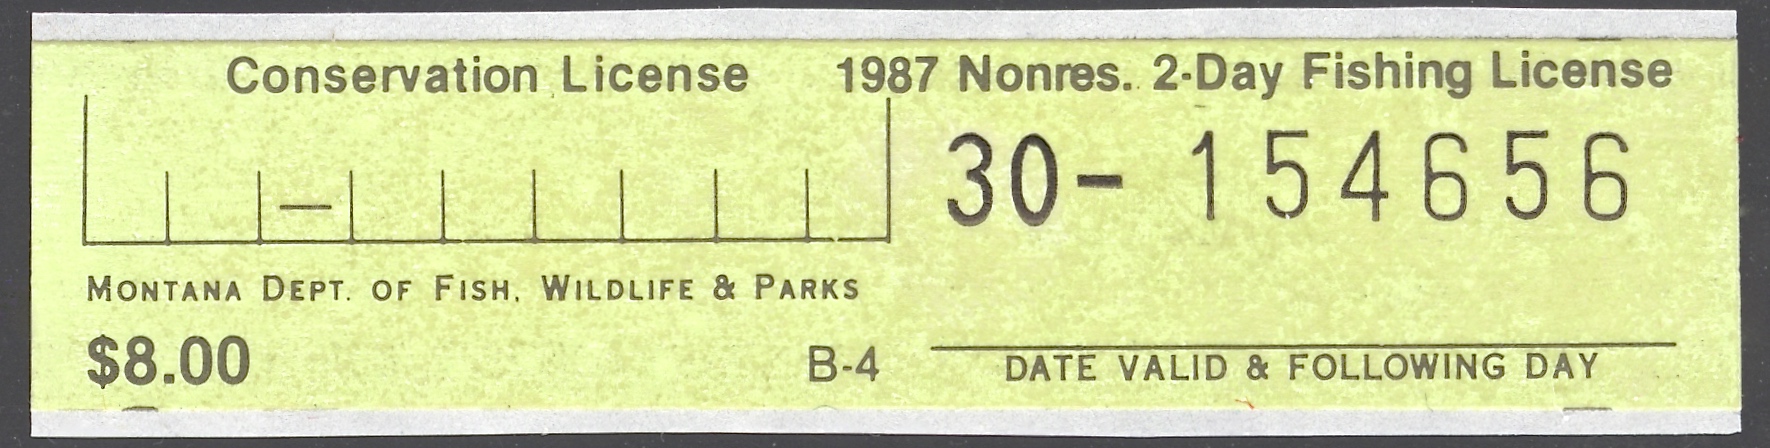 Conservation License
1987 Nonres. 2-Day Fishing License
30- 154656
MONTANA DEPT. OF FISH, WILDLIFE & PARKS
$8.00
B-4
DATE VALID & FOLLOWING DAY